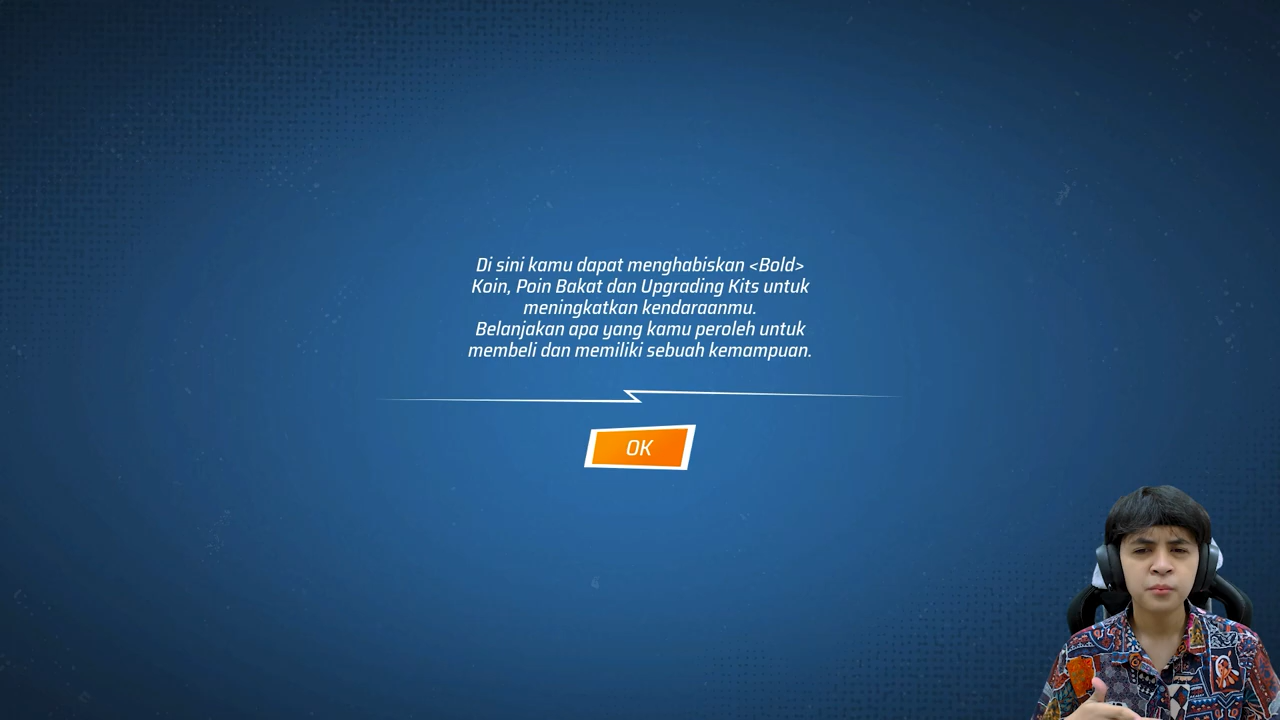 Di sini kamu dapat menghabiskan <Bold>
Koin, Poin Bakat dan Upgrading Kits untuk
meningkatkan kendaraanmu.
Belanjakan apa yang kamu peroleh untuk
membeli dan memiliki sebuah kemampuan.
OK